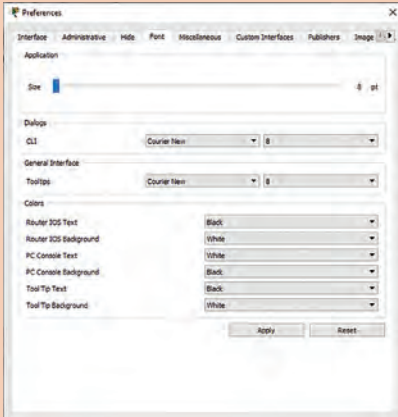 Preferences
Interface Administrative Hide Font Miscellaneous Custom Interfaces Publishers Image
Application
Size 8 pt
Dialogs
CLI Courier New 8
General Interface
Tooltips Courier New 8
Colors
Router IOS Text Black
Router IOS Background White
PC Console Text White
PC Console Background Black
Tool Tip Text Black
Tool Tip Background White
Apply Reset